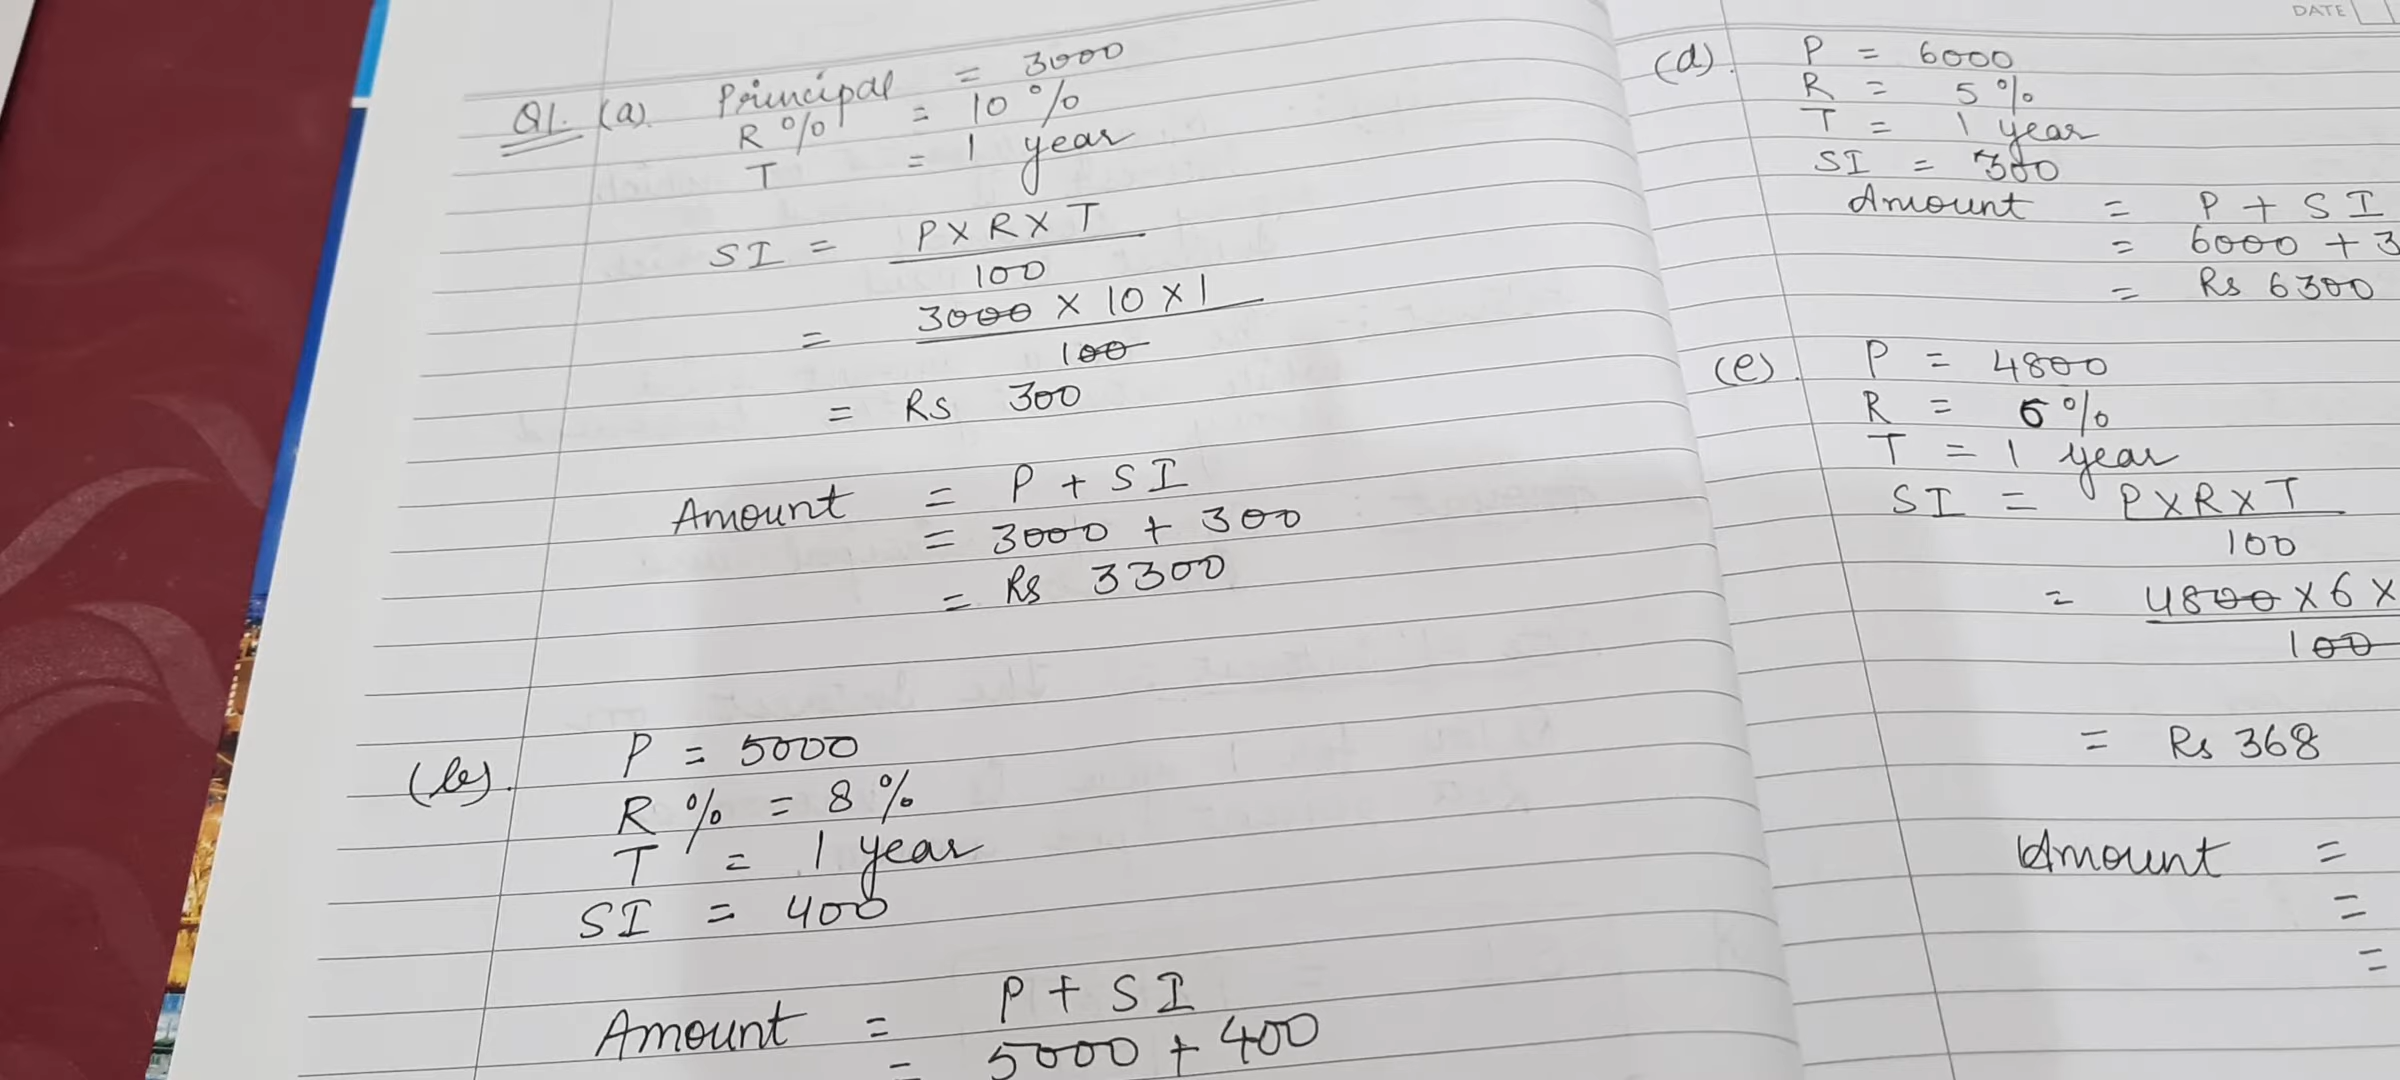 Q1. (a). Principal = 3000
R % = 10 %
T = 1 year
SI = P X R X T
100
= 3000 X 10 X 1
100
= Rs 300
Amount = P + SI
= 3000 + 300
= Rs 3300
(b). P = 5000
R % = 8 %
T = 1 year
SI = 400
Amount = P + SI
= 5000 + 400
DATE
(d). P = 6000
R = 5 %
T = 1 year
SI = 300
Amount = P + SI
= 6000 + 3
= Rs 6300
(e). P = 4800
R = 6 %
T = 1 year
SI = P X R X T
100
= 4800 X 6 X
100
= Rs 368
Amount =
=
=